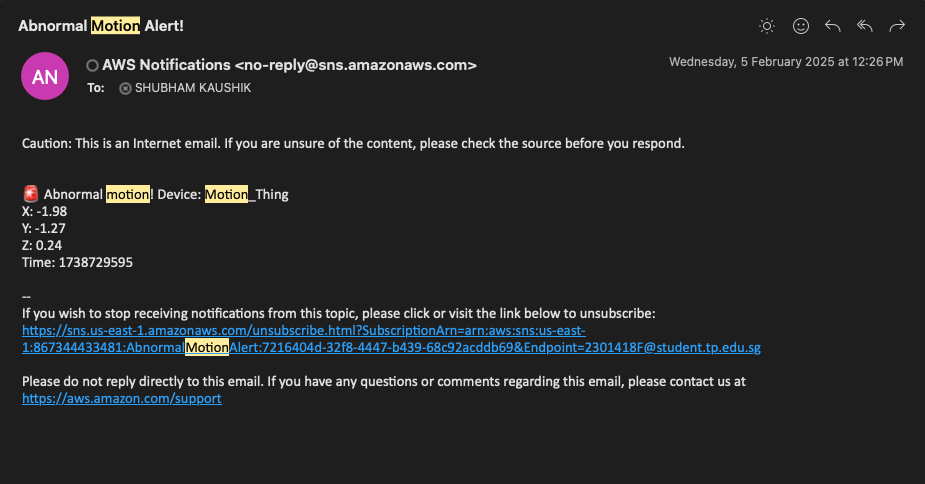 Abnormal Motion Alert!
AN
AWS Notifications <no-reply@sns.amazonaws.com>
Wednesday, 5 February 2025 at 12:26 PM
To: SHUBHAM KAUSHIK
Caution: This is an Internet email. If you are unsure of the content, please check the source before you respond.
🚨 Abnormal motion! Device: Motion_Thing
X: -1.98
Y: -1.27
Z: 0.24
Time: 1738729595
--
If you wish to stop receiving notifications from this topic, please click or visit the link below to unsubscribe:
https://sns.us-east-1.amazonaws.com/unsubscribe.html?SubscriptionArn=arn:aws:sns:us-east-
1:867344433481:AbnormalMotionAlert:7216404d-32f8-4447-b439-68c92acddb69&Endpoint=2301418F@student.tp.edu.sg
Please do not reply directly to this email. If you have any questions or comments regarding this email, please contact us at
https://aws.amazon.com/support